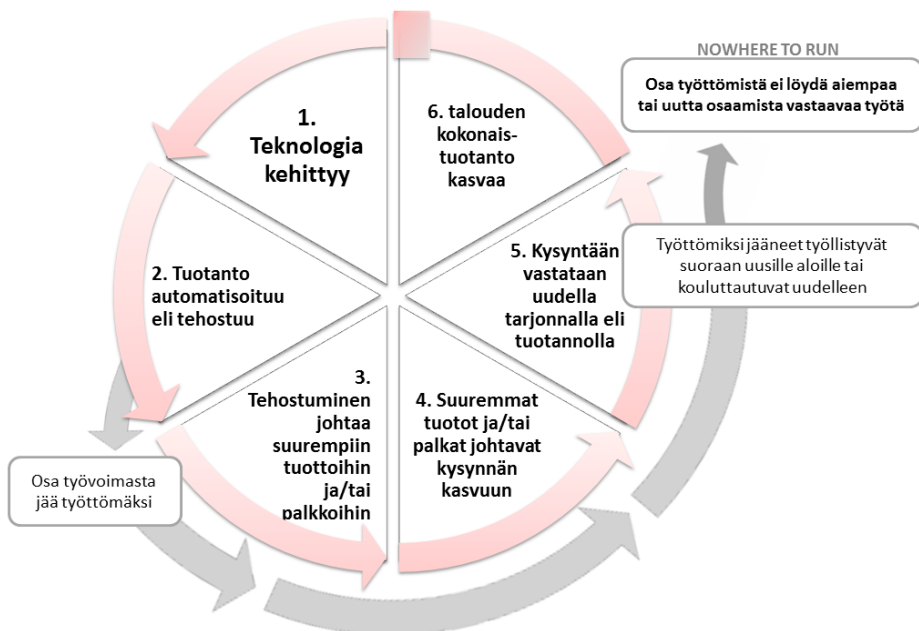 1.
Teknologia
kehittyy
2. Tuotanto
automatisoituu
eli tehostuu
3.
Tehostuminen
johtaa
suurempiin
tuottoihin
ja/tai
palkkoihin
4. Suuremmat
tuotot ja/tai
palkat johtavat
kysynnän
kasvuun
5. Kysyntään
vastataan
uudella
tarjonnalla eli
tuotannolla
6. talouden
kokonais-
tuotanto
kasvaa
Osa työvoimasta
jää työttömäksi
Työttömiksi jääneet työllistyvät
suoraan uusille aloille tai
kouluttautuvat uudelleen
NOWHERE TO RUN
Osa työttömistä ei löydä aiempaa
tai uutta osaamista vastaavaa työtä